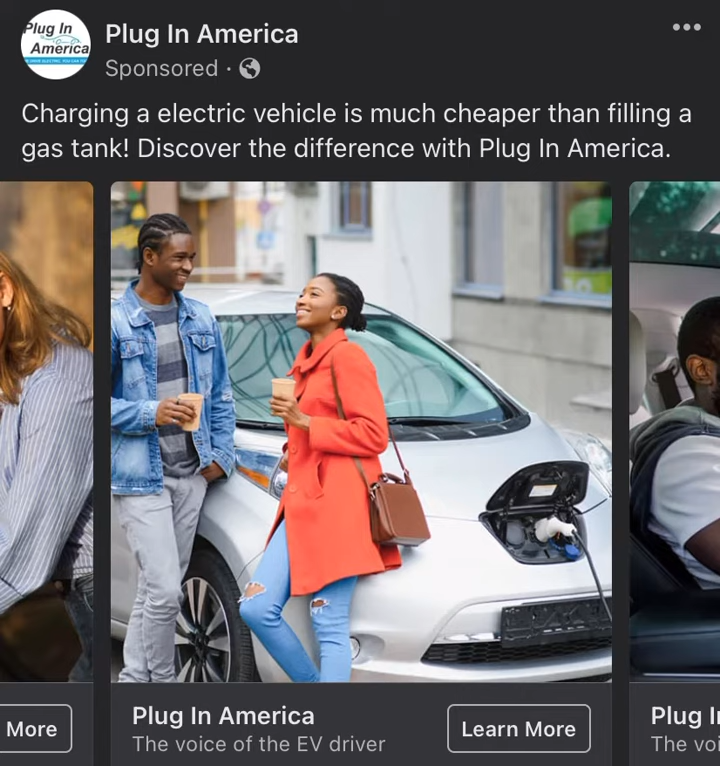 Plug In
America
Plug In America
Sponsored ·
Charging a electric vehicle is much cheaper than filling a
gas tank! Discover the difference with Plug In America.
More
Plug In America
The voice of the EV driver
Learn More
Plug
The